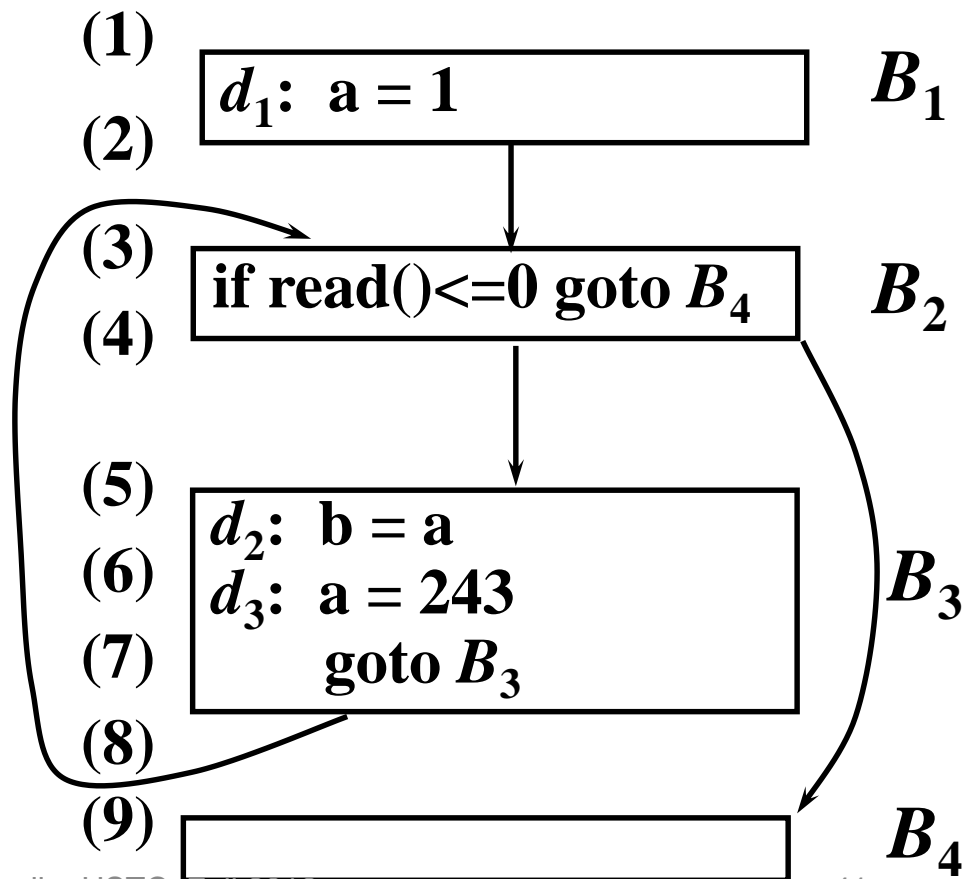 (1)
d1: a = 1 B1
(2)
(3)
if read()<=0 goto B4 B2
(4)
(5)
d2: b = a
(6)
d3: a = 243 B3
(7)
goto B3
(8)
(9)
B4